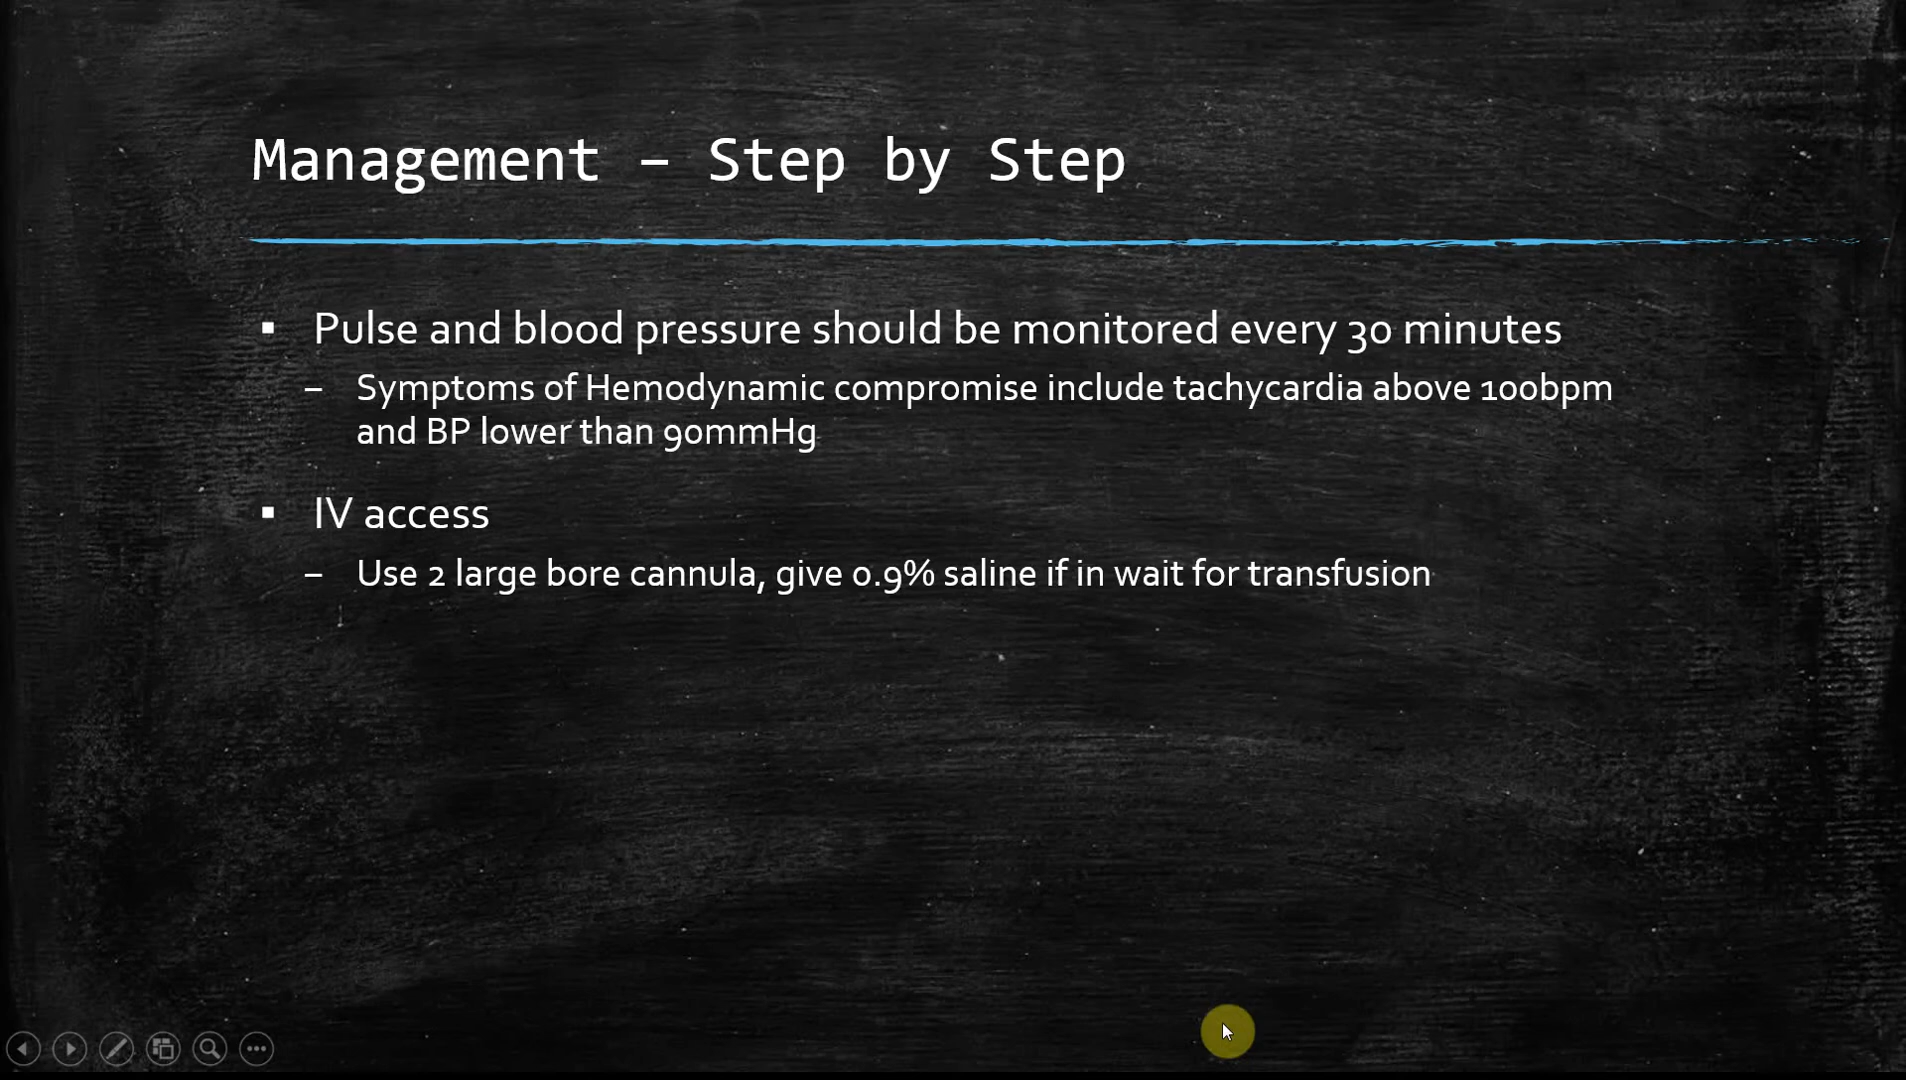 Management – Step by Step
▪ Pulse and blood pressure should be monitored every 30 minutes
– Symptoms of Hemodynamic compromise include tachycardia above 100bpm
and BP lower than 90mmHg
▪ IV access
– Use 2 large bore cannula, give 0.9% saline if in wait for transfusion